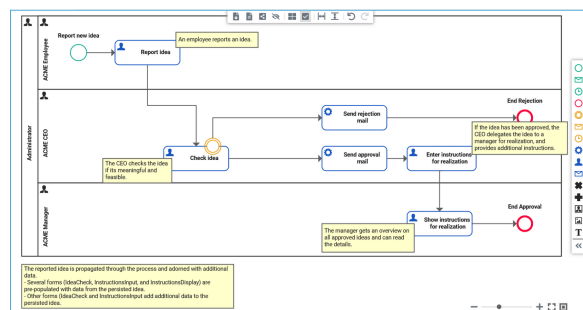 Report new idea
Report idea
An employee reports an idea.
ACME Employee
Administrator
ACME CEO
Send rejection
mail
End Rejection
If the idea has been approved, the
CEO delegates the idea to a
manager for realization, and
provides additional instructions.
Check idea
The CEO checks the idea
if its meaningful and
feasible.
Send approval
mail
Enter instructions
for realization
ACME Manager
Show instructions
for realization
End Approval
The manager gets an overview on
all approved ideas and can read
the details.
The reported idea is propagated through the process and adorned with additional
data.
- Several forms (IdeaCheck, InstructionsInput, and InstructionsDisplay) are
pre-populated with data from the persisted idea.
- Other forms (IdeaCheck and InstructionsInput add additional data to the
persisted idea.
T